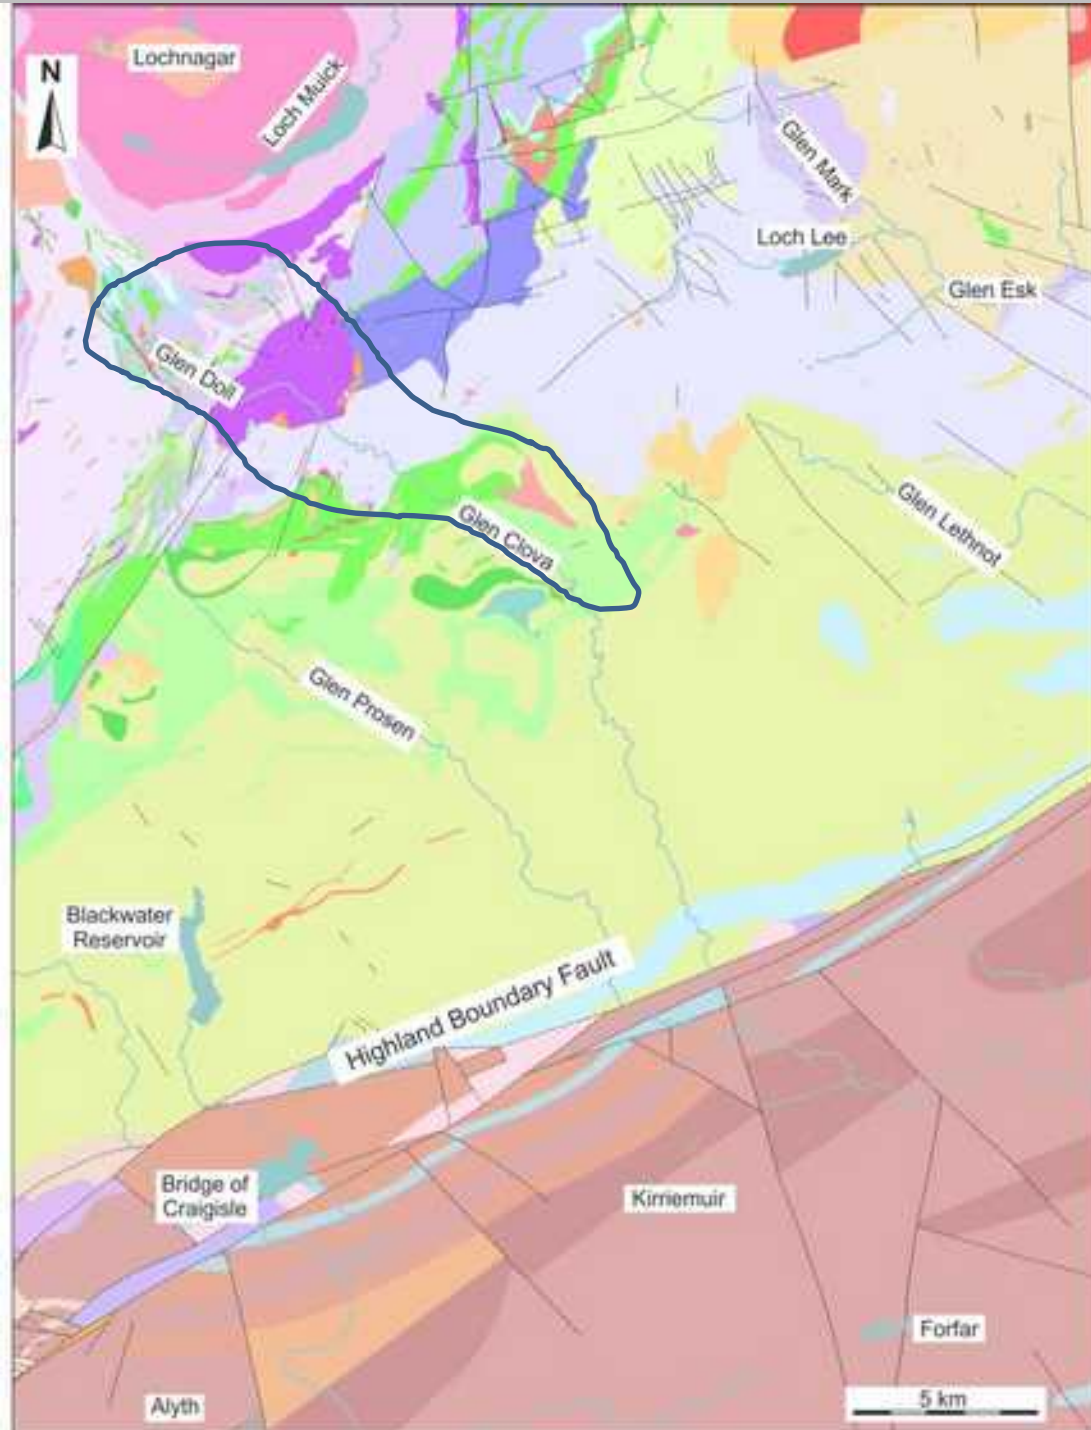 Lochnagar
N
Loch Muick
Glen Mark
Loch Lee
Glen Esk
Glen Doll
Glen Lethnot
Glen Clova
Glen Prosen
Blackwater
Reservoir
Highland Boundary Fault
Bridge of
Craigisle
Kirriemuir
Forfar
5 km
Alyth